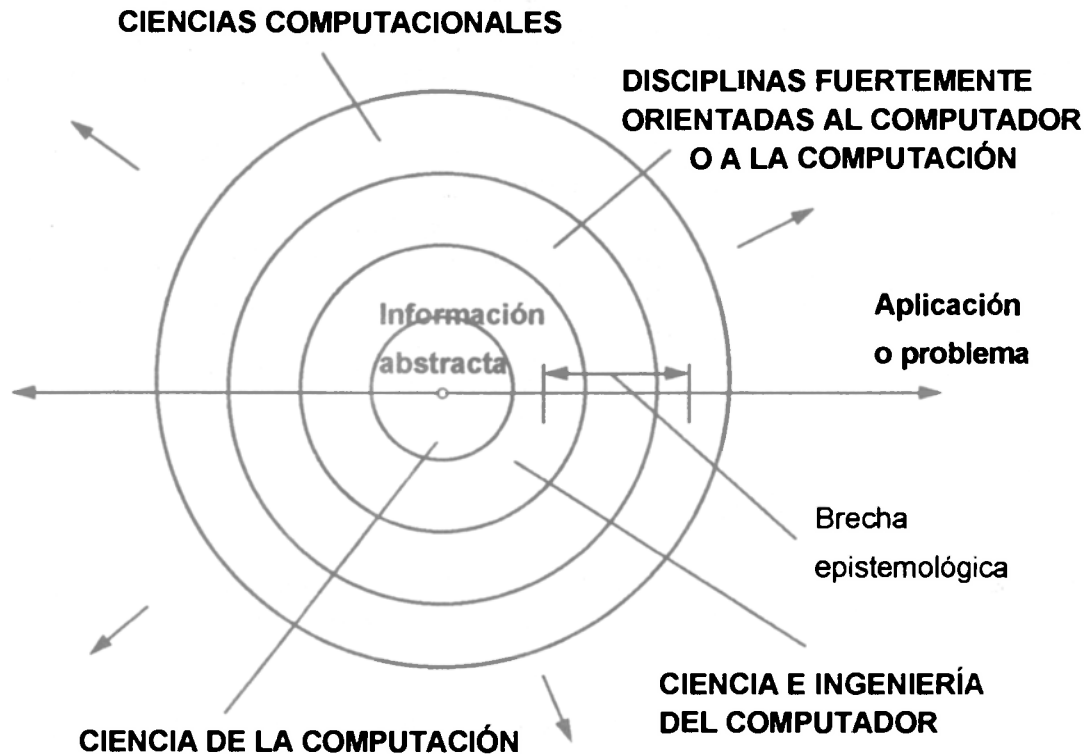 CIENCIAS COMPUTACIONALES
DISCIPLINAS FUERTEMENTE
ORIENTADAS AL COMPUTADOR
O A LA COMPUTACIÓN
Información
abstracta
Aplicación
o problema
Brecha
epistemológica
CIENCIA E INGENIERÍA
DEL COMPUTADOR
CIENCIA DE LA COMPUTACIÓN